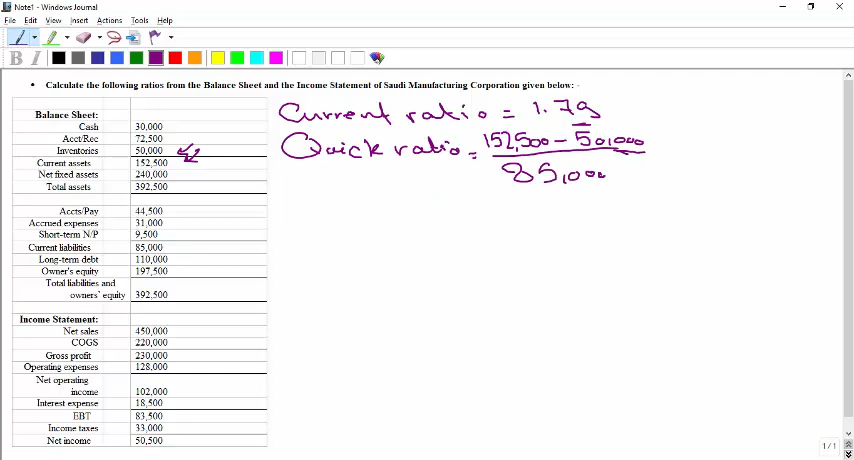 Note1 - Windows Journal
File Edit View Insert Actions Tools Help
B I
• Calculate the following ratios from the Balance Sheet and the Income Statement of Saudi Manufacturing Corporation given below: -
Balance Sheet:
Cash 30,000
Acct/Rec 72,500
Inventories 50,000
Current assets 152,500
Net fixed assets 240,000
Total assets 392,500
Accts/Pay 44,500
Accrued expenses 31,000
Short-term N/P 9,500
Current liabilities 85,000
Long-term debt 110,000
Owner's equity 197,500
Total liabilities and
owners' equity 392,500
Income Statement:
Net sales 450,000
COGS 220,000
Gross profit 230,000
Operating expenses 128,000
Net operating
income 102,000
Interest expense 18,500
EBT 83,500
Income taxes 33,000
Net income 50,500
Current ratio = 1.79
Quick ratio = 152,500 - 50,000
85,000
1 / 1